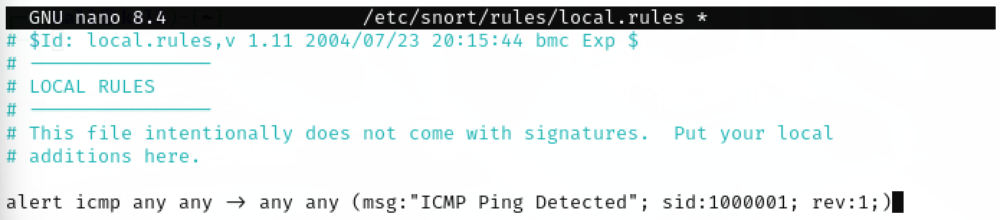 GNU nano 8.4 /etc/snort/rules/local.rules *
# $Id: local.rules,v 1.11 2004/07/23 20:15:44 bmc Exp $
# ----------------
# LOCAL RULES
# ----------------
# This file intentionally does not come with signatures.  Put your local
# additions here.
alert icmp any any -> any any (msg:"ICMP Ping Detected"; sid:1000001; rev:1;)